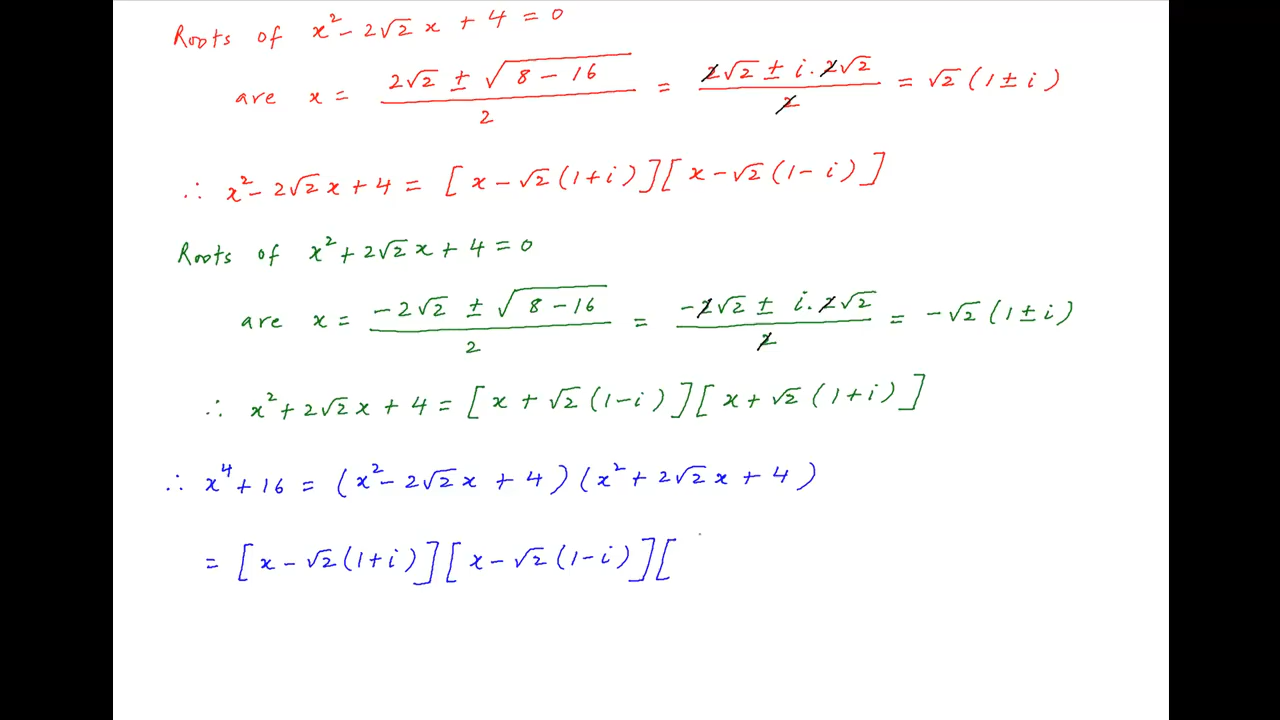 Roots of x² − 2√2 x + 4 = 0
are x = (2√2 ± √(8 − 16))/2 = (2√2 ± i. 2√2)/2 = √2 (1 ± i)
∴ x² − 2√2 x + 4 = [x − √2 (1+i)][x − √2 (1 − i)]
Roots of x² + 2√2 x + 4 = 0
are x = (−2√2 ± √(8 − 16))/2 = (−2√2 ± i. 2√2)/2 = −√2 (1 ± i)
∴ x² + 2√2 x + 4 = [x + √2 (1−i)][x + √2 (1+i)]
∴ x⁴ + 16 = (x² − 2√2 x + 4)(x² + 2√2 x + 4)
= [x − √2 (1+i)][x − √2 (1−i)][